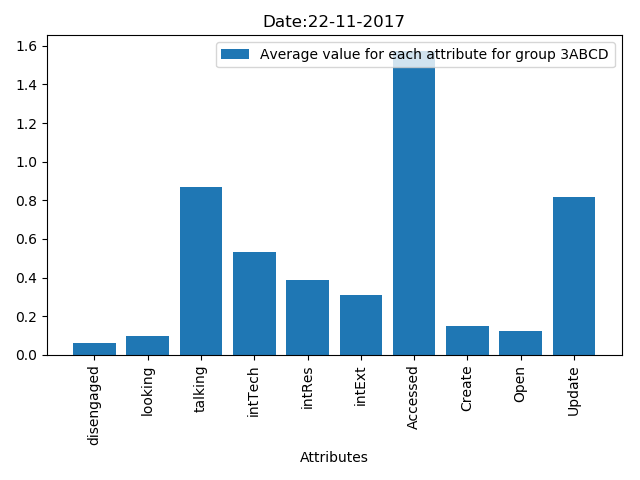 Date:22-11-2017
Average value for each attribute for group 3ABCD
1.6
1.4
1.2
1.0
0.8
0.6
0.4
0.2
0.0
disengaged
looking
talking
intTech
intRes
intExt
Accessed
Create
Open
Update
Attributes